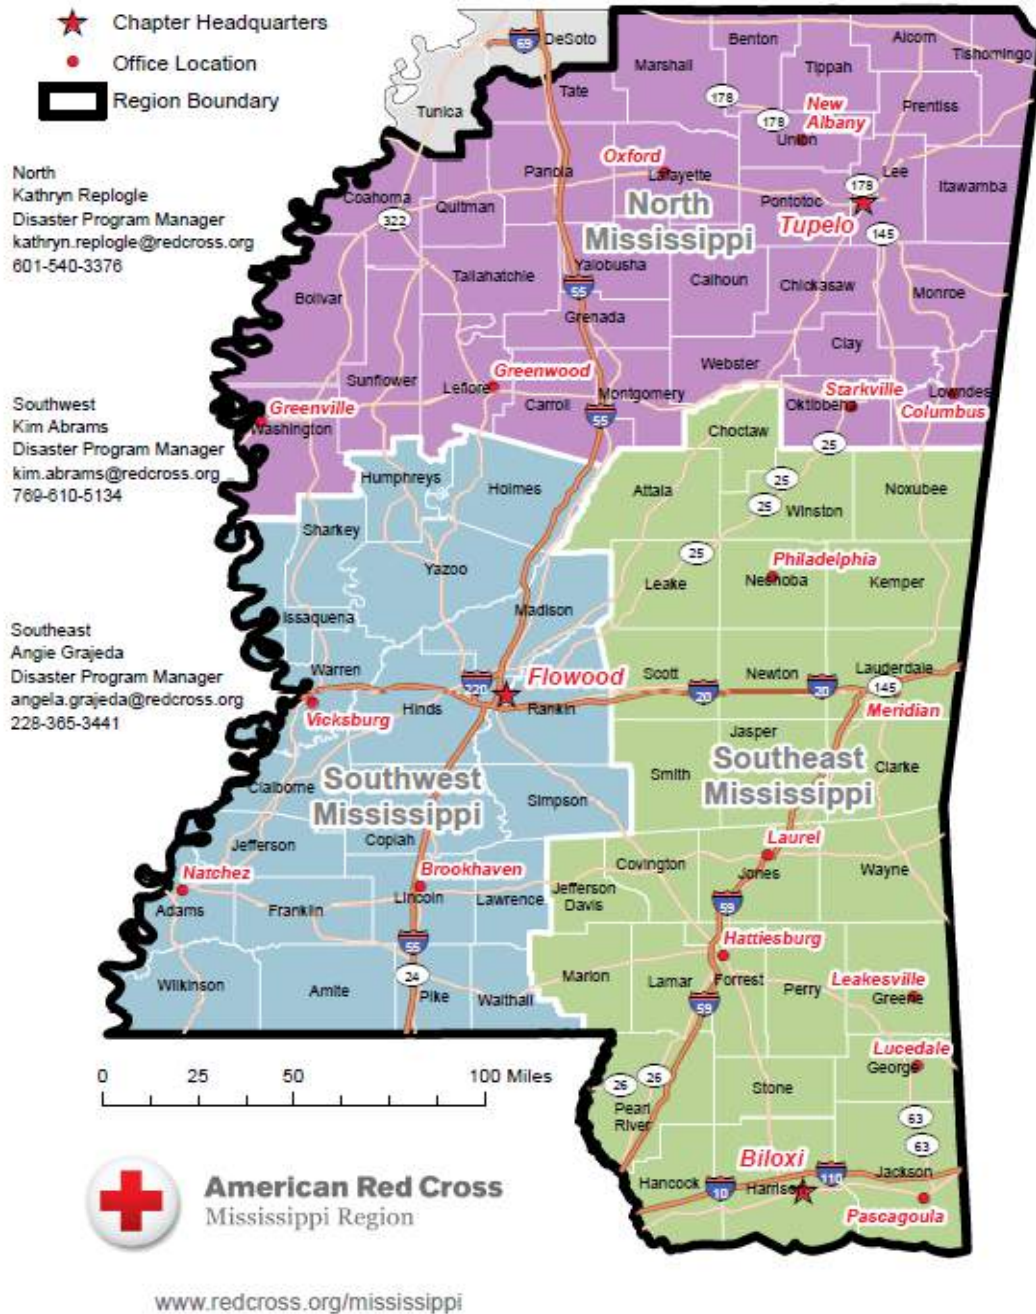 Chapter Headquarters
Office Location
Region Boundary
North
Kathryn Replogle
Disaster Program Manager
kathryn.replogle@redcross.org
601-540-3376
Southwest
Kim Abrams
Disaster Program Manager
kim.abrams@redcross.org
769-610-5134
Southeast
Angie Grajeda
Disaster Program Manager
angela.grajeda@redcross.org
228-365-3441
69
DeSoto
Benton
Alcorn
Tishomingo
Marshall
Tippah
Tate
Tunica
178
New
Albany
Prentiss
178
Union
Oxford
Panola
Lafayette
178
Lee
Itawamba
Coahoma
Quitman
Pontotoc
322
North
Mississippi
Tupelo
145
Tallahatchie
Yalobusha
Calhoun
Chickasaw
Monroe
Bolivar
55
Grenada
Clay
Webster
Sunflower
Leflore
Greenwood
Montgomery
Starkville
Lowndes
Greenville
Carroll
Oktibbeha
Columbus
Washington
55
Choctaw
25
Humphreys
Holmes
Attala
25
Noxubee
25
Winston
Sharkey
25
Philadelphia
Yazoo
Leake
Neshoba
Kemper
Issaquena
Madison
Warren
220
Flowood
Scott
Newton
Lauderdale
20
20
145
Vicksburg
Hinds
Rankin
Meridian
Jasper
Southwest
Mississippi
Southeast
Mississippi
Smith
Clarke
Claiborne
Simpson
Jefferson
Copiah
Laurel
Natchez
Brookhaven
Covington
Jones
Wayne
Adams
Franklin
Lincoln
Lawrence
Jefferson
Davis
59
55
Hattiesburg
24
Marion
Lamar
Forrest
Perry
Leakesville
Greene
Wilkinson
Amite
Pike
Walthall
59
Lucedale
George
0 25 50 100 Miles
26
26
Stone
Pearl
River
63
63
Biloxi
Hancock
10
Harrison
110
Jackson
Pascagoula
American Red Cross
Mississippi Region
www.redcross.org/mississippi